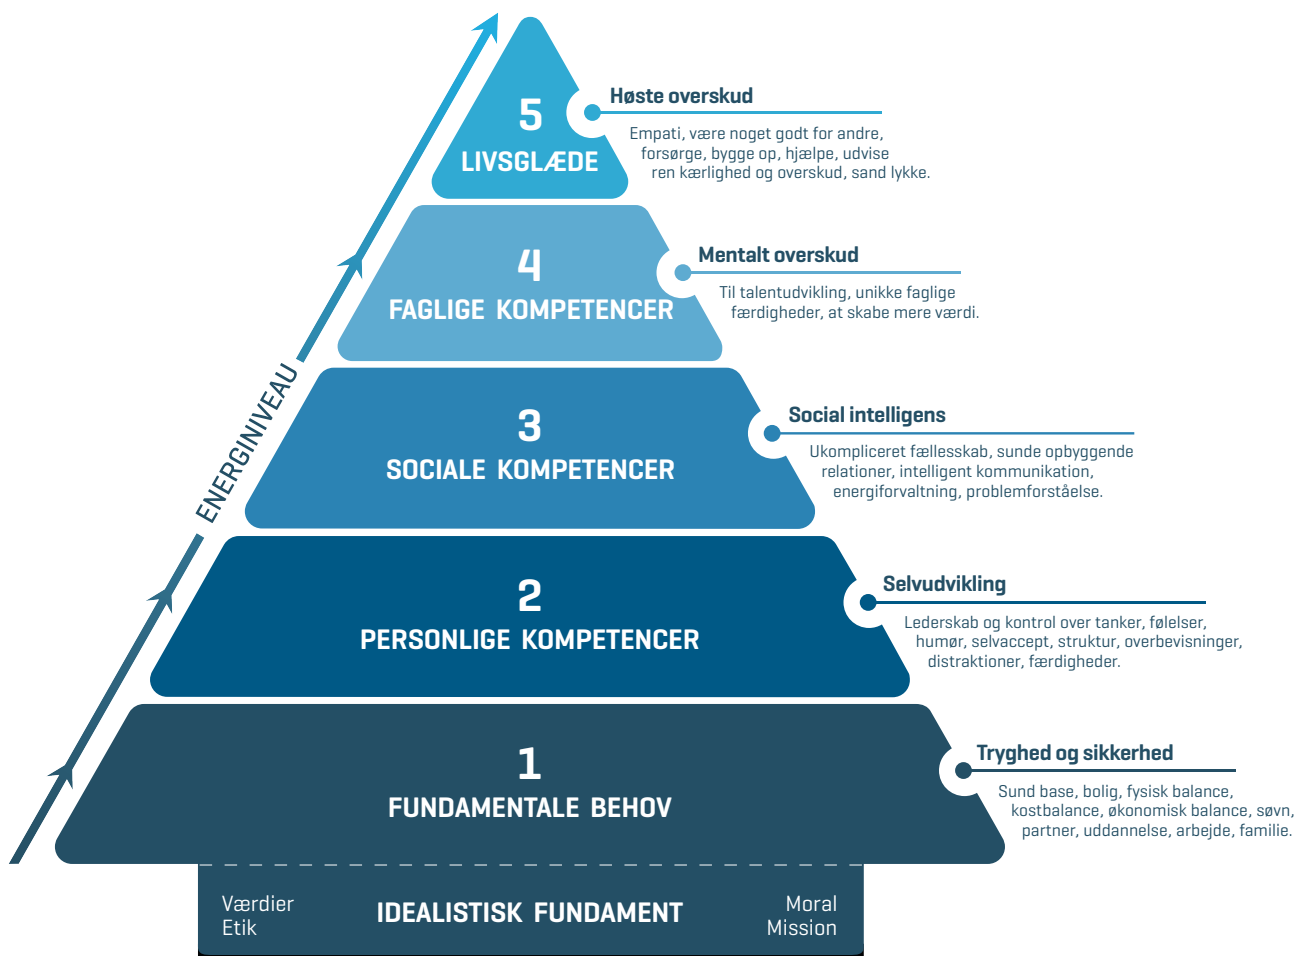 5
LIVSGLÆDE
Høste overskud
Empati, være noget godt for andre,
forsørge, bygge op, hjælpe, udvise
ren kærlighed og overskud, sand lykke.
4
FAGLIGE KOMPETENCER
Mentalt overskud
Til talentudvikling, unikke faglige
færdigheder, at skabe mere værdi.
ENERGINIVEAU
3
SOCIALE KOMPETENCER
Social intelligens
Ukompliceret fællesskab, sunde opbyggende
relationer, intelligent kommunikation,
energiforvaltning, problemforståelse.
2
PERSONLIGE KOMPETENCER
Selvudvikling
Lederskab og kontrol over tanker, følelser,
humør, selvaccept, struktur, overbevisninger,
distraktioner, færdigheder.
1
FUNDAMENTALE BEHOV
Tryghed og sikkerhed
Sund base, bolig, fysisk balance,
kostbalance, økonomisk balance, søvn,
partner, uddannelse, arbejde, familie.
Værdier
Etik
IDEALISTISK FUNDAMENT
Moral
Mission